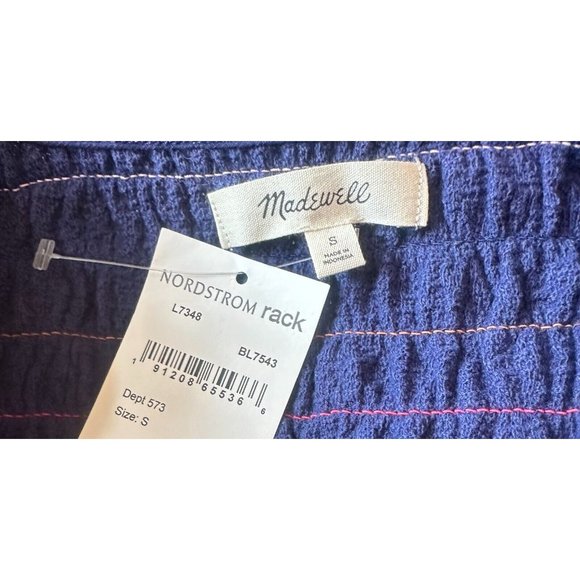 Madewell
S
MADE IN
INDONESIA
NORDSTROM rack
L7348
BL7543
1 91208 65536 6
Dept 573
Size: S